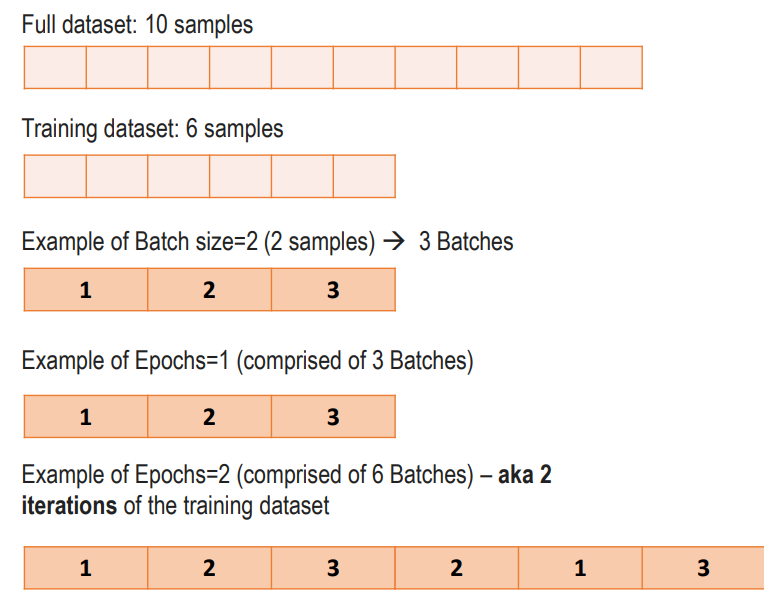 Full dataset: 10 samples
Training dataset: 6 samples
Example of Batch size=2 (2 samples) → 3 Batches
1 2 3
Example of Epochs=1 (comprised of 3 Batches)
1 2 3
Example of Epochs=2 (comprised of 6 Batches) – aka 2
iterations of the training dataset
1 2 3 2 1 3